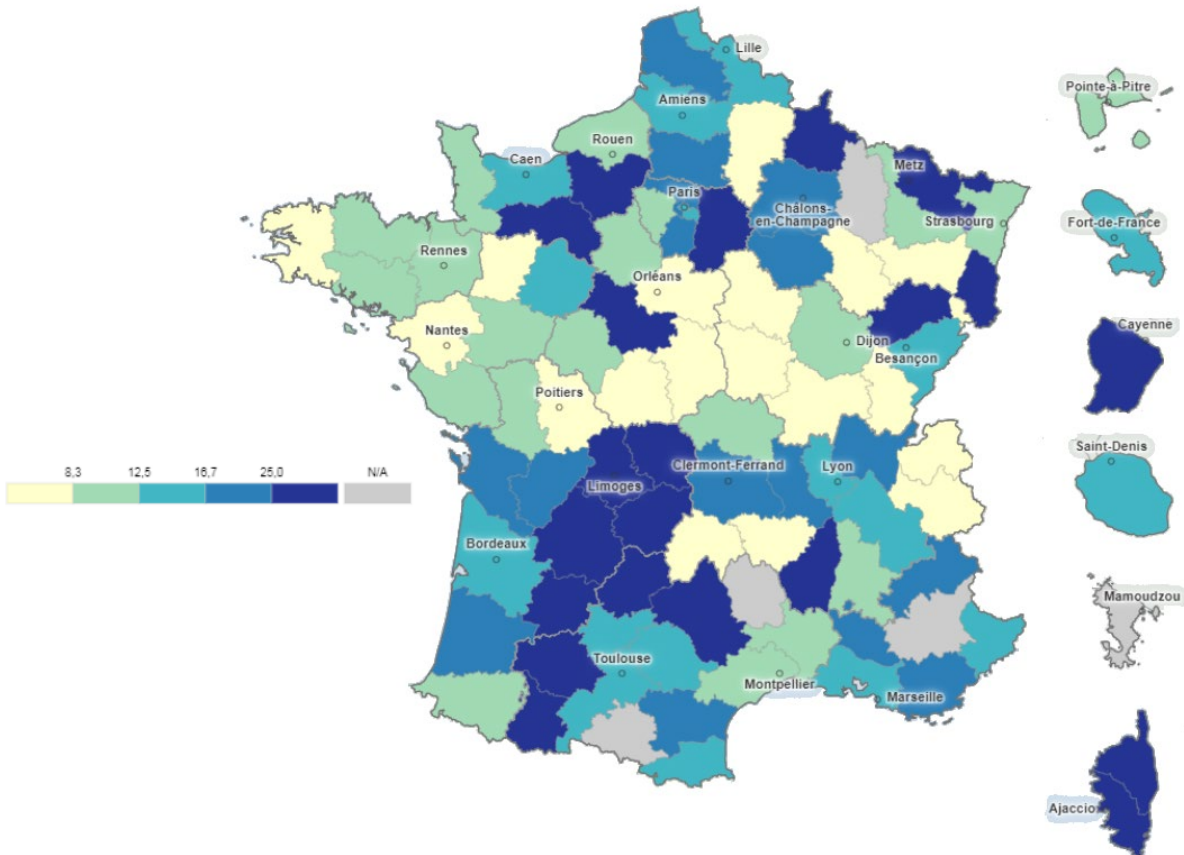 Lille
Pointe-à-Pitre
Amiens
Rouen
Caen
Metz
Paris
Châlons-
en-Champagne
Strasbourg
Fort-de-France
Rennes
Orléans
Nantes
Dijon
Besançon
Cayenne
Poitiers
Saint-Denis
8,3 12,5 16,7 25,0 N/A
Clermont-Ferrand
Lyon
Limoges
Bordeaux
Mamoudzou
Toulouse
Montpellier
Marseille
Ajaccio